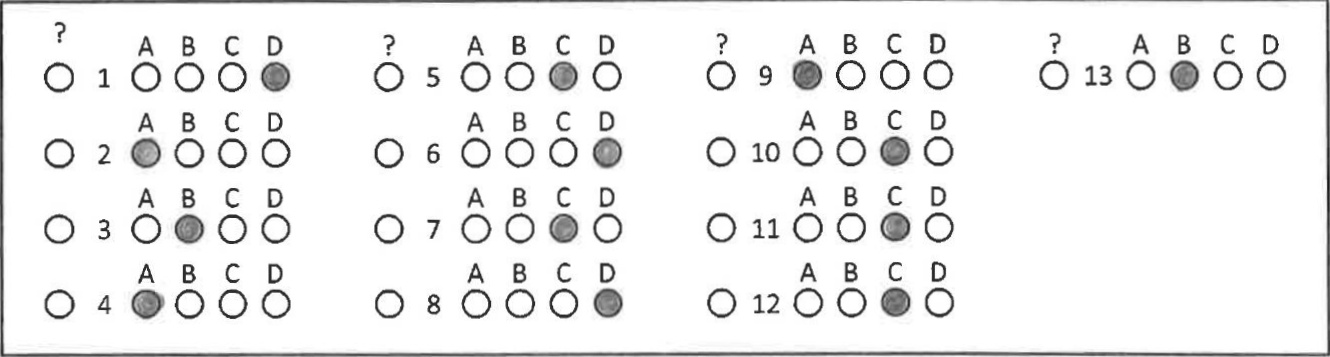 ? A B C D ? A B C D ? A B C D ? A B C D
1 5 9 13
A B C D A B C D A B C D
2 6 10
A B C D A B C D A B C D
3 7 11
A B C D A B C D A B C D
4 8 12